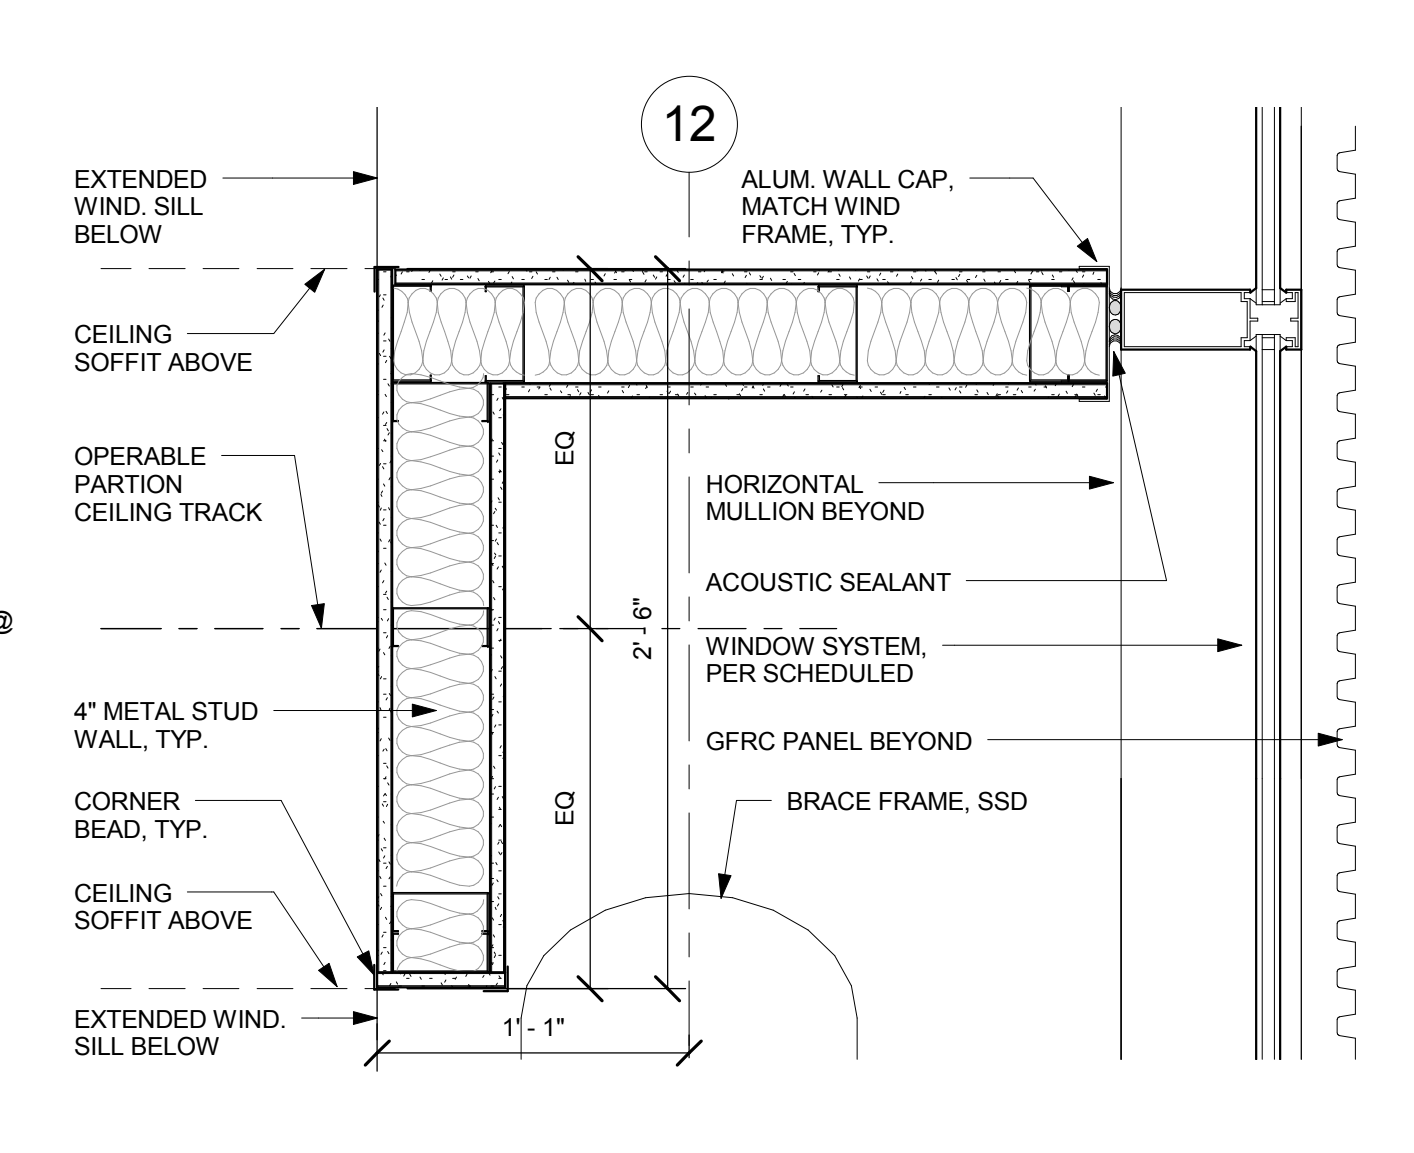 12
EXTENDED
WIND. SILL
BELOW
ALUM. WALL CAP,
MATCH WIND
FRAME, TYP.
CEILING
SOFFIT ABOVE
OPERABLE
PARTION
CEILING TRACK
EQ
HORIZONTAL
MULLION BEYOND
ACOUSTIC SEALANT
@
2' - 6"
WINDOW SYSTEM,
PER SCHEDULED
4" METAL STUD
WALL, TYP.
GFRC PANEL BEYOND
CORNER
BEAD, TYP.
EQ
BRACE FRAME, SSD
CEILING
SOFFIT ABOVE
EXTENDED WIND.
SILL BELOW
1' - 1"